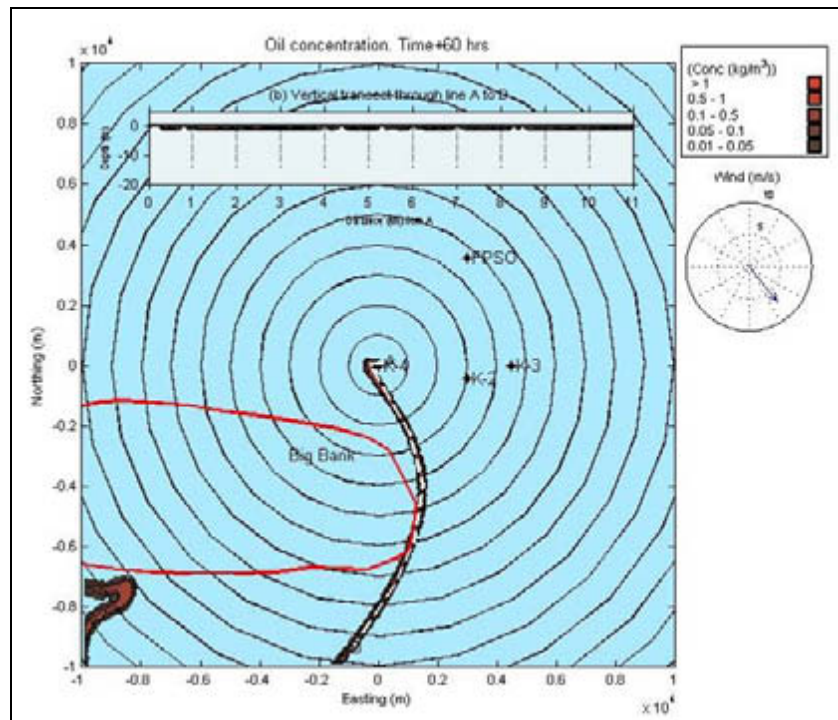 Oil concentration. Time+60 hrs
(Conc (kg/m³))
> 1
0.5 - 1
0.1 - 0.5
0.05 - 0.1
0.01 - 0.05
Wind (m/s)
5
(b) Vertical transect through line A to
0
-10
-20
0 1 2 3 4 5 6 7 8 9 10 11
1
0.8
0.6
0.4
0.2
0
-0.2
-0.4
-0.6
-0.8
-1
Northing (m)
FPSO
K-4
K-3
K-2
Big Bank
-1 -0.8 -0.6 -0.4 -0.2 0 0.2 0.4 0.6 0.8 1
Easting (m)